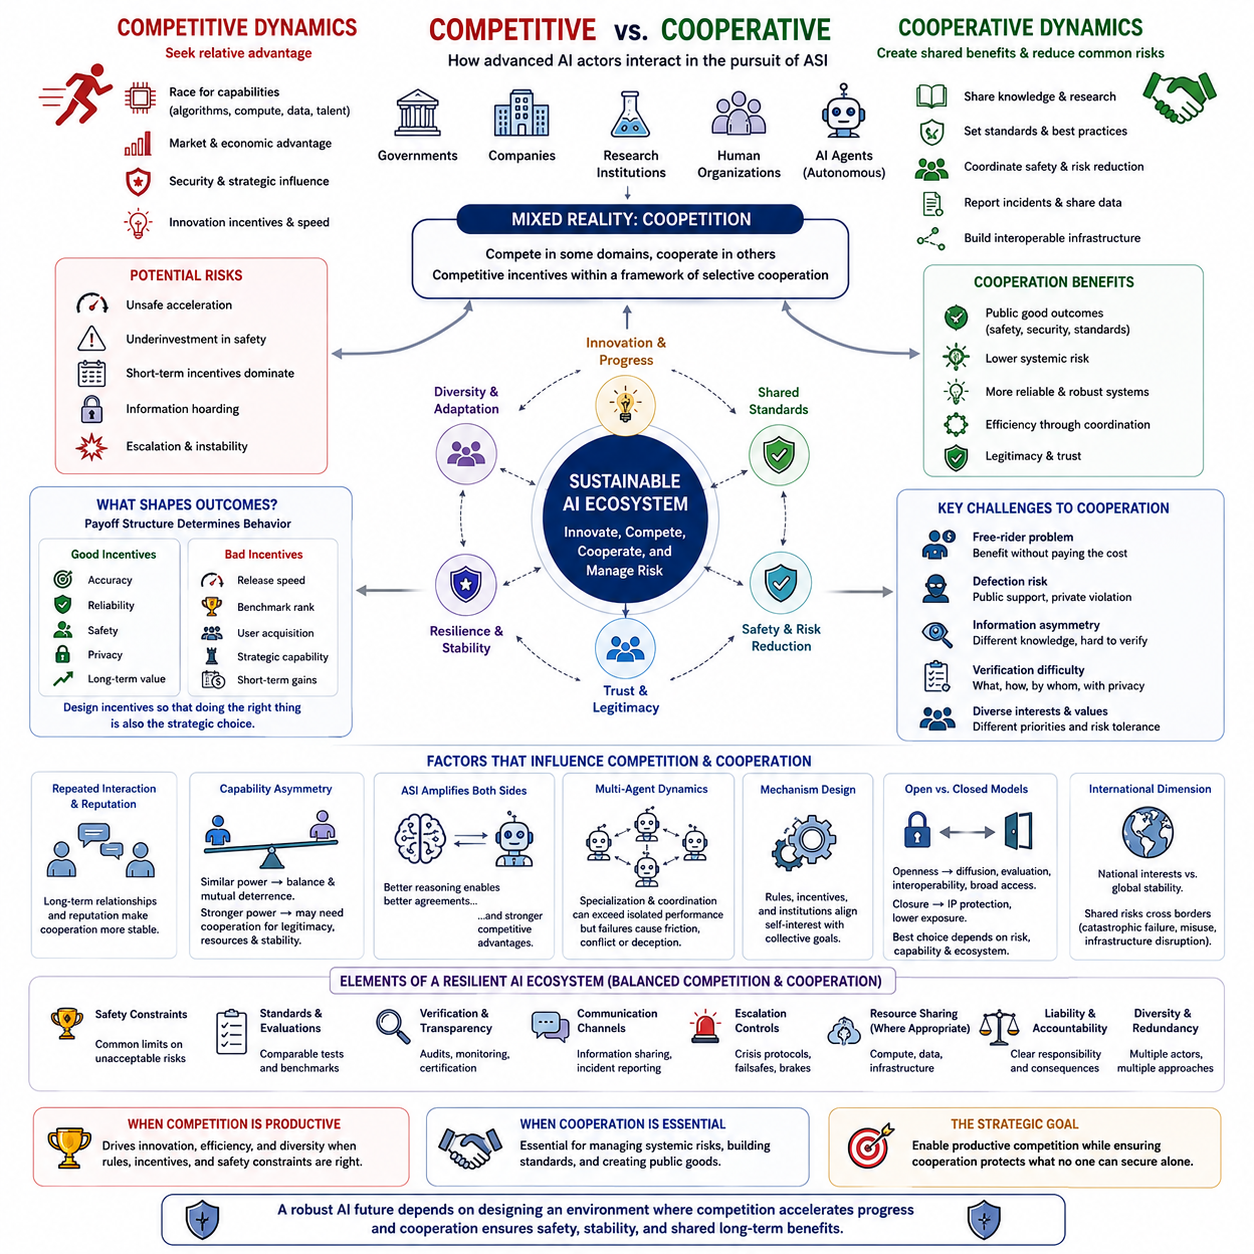 COMPETITIVE DYNAMICS
Seek relative advantage
Race for capabilities
(algorithms, compute, data, talent)
Market & economic advantage
Security & strategic influence
Innovation incentives & speed
COMPETITIVE vs. COOPERATIVE
How advanced AI actors interact in the pursuit of ASI
Governments
Companies
Research
Institutions
Human
Organizations
AI Agents
(Autonomous)
COOPERATIVE DYNAMICS
Create shared benefits & reduce common risks
Share knowledge & research
Set standards & best practices
Coordinate safety & risk reduction
Report incidents & share data
Build interoperable infrastructure
MIXED REALITY: COOPETITION
Compete in some domains, cooperate in others
Competitive incentives within a framework of selective cooperation
POTENTIAL RISKS
Unsafe acceleration
Underinvestment in safety
Short-term incentives dominate
Information hoarding
Escalation & instability
COOPERATION BENEFITS
Public good outcomes
(safety, security, standards)
Lower systemic risk
More reliable & robust systems
Efficiency through coordination
Legitimacy & trust
Innovation &
Progress
Diversity &
Adaptation
Shared
Standards
SUSTAINABLE
AI ECOSYSTEM
Innovate, Compete,
Cooperate, and
Manage Risk
Resilience &
Stability
Safety & Risk
Reduction
Trust &
Legitimacy
WHAT SHAPES OUTCOMES?
Payoff Structure Determines Behavior
Good Incentives
Accuracy
Reliability
Safety
Privacy
Long-term value
Bad Incentives
Release speed
Benchmark rank
User acquisition
Strategic capability
Short-term gains
Design incentives so that doing the right thing
is also the strategic choice.
KEY CHALLENGES TO COOPERATION
Free-rider problem
Benefit without paying the cost
Defection risk
Public support, private violation
Information asymmetry
Different knowledge, hard to verify
Verification difficulty
What, how, by whom, with privacy
Diverse interests & values
Different priorities and risk tolerance
FACTORS THAT INFLUENCE COMPETITION & COOPERATION
Repeated Interaction
& Reputation
Long-term relationships
and reputation make
cooperation more stable.
Capability Asymmetry
Similar power → balance &
mutual deterrence.
Stronger power → may need
cooperation for legitimacy,
resources & stability.
ASI Amplifies Both Sides
Better reasoning enables
better agreements...
...and stronger
competitive
advantages.
Multi-Agent Dynamics
Specialization & coordination
can exceed isolated performance
but failures cause friction,
conflict or deception.
Mechanism Design
Rules, incentives,
and institutions align
self-interest with
collective goals.
Open vs. Closed Models
Openness → diffusion, evaluation,
interoperability, broad access.
Closure → IP protection,
lower exposure.
Best choice depends on risk,
capability & ecosystem.
International Dimension
National interests vs.
global stability.
Shared risks cross borders
(catastrophic failure, misuse,
infrastructure disruption).
ELEMENTS OF A RESILIENT AI ECOSYSTEM (BALANCED COMPETITION & COOPERATION)
Safety Constraints
Common limits on
unacceptable risks
Standards &
Evaluations
Comparable tests
and benchmarks
Verification &
Transparency
Audits, monitoring,
certification
Communication
Channels
Information sharing,
incident reporting
Escalation
Controls
Crisis protocols,
failsafes, brakes
Resource Sharing
(Where Appropriate)
Compute, data,
infrastructure
Liability &
Accountability
Clear responsibility
and consequences
Diversity &
Redundancy
Multiple actors,
multiple approaches
WHEN COMPETITION IS PRODUCTIVE
Drives innovation, efficiency, and diversity when
rules, incentives, and safety constraints are right.
WHEN COOPERATION IS ESSENTIAL
Essential for managing systemic risks, building
standards, and creating public goods.
THE STRATEGIC GOAL
Enable productive competition while ensuring
cooperation protects what no one can secure alone.
A robust AI future depends on designing an environment where competition accelerates progress
and cooperation ensures safety, stability, and shared long-term benefits.